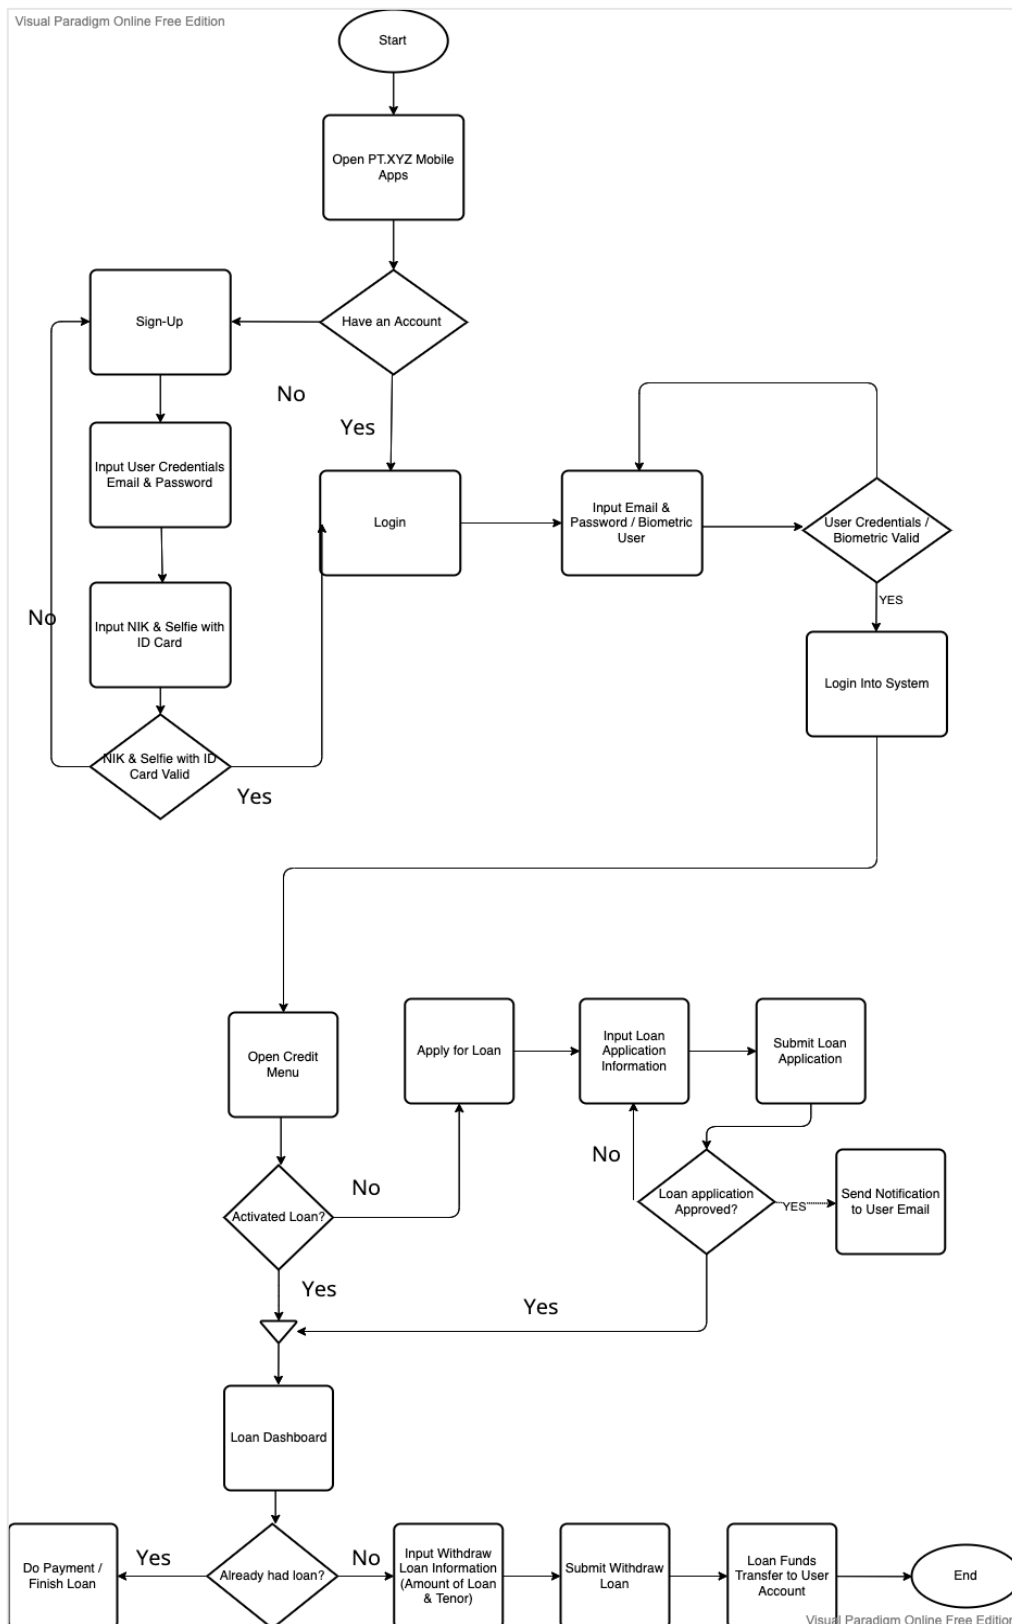 Visual Paradigm Online Free Edition
Start
Open PT.XYZ Mobile
Apps
Sign-Up
Have an Account
No
Yes
Input User Credentials
Email & Password
Login
Input Email &
Password / Biometric
User
User Credentials /
Biometric Valid
YES
No
Input NIK & Selfie with
ID Card
Login Into System
NIK & Selfie with ID
Card Valid
Yes
Open Credit
Menu
Apply for Loan
Input Loan
Application
Information
Submit Loan
Application
No
Activated Loan?
No
Loan application
Approved?
YES
Send Notification
to User Email
Yes
Yes
Loan Dashboard
Do Payment /
Finish Loan
Yes
Already had loan?
No
Input Withdraw
Loan Information
(Amount of Loan
& Tenor)
Submit Withdraw
Loan
Loan Funds
Transfer to User
Account
End
Visual Paradigm Online Free Edition